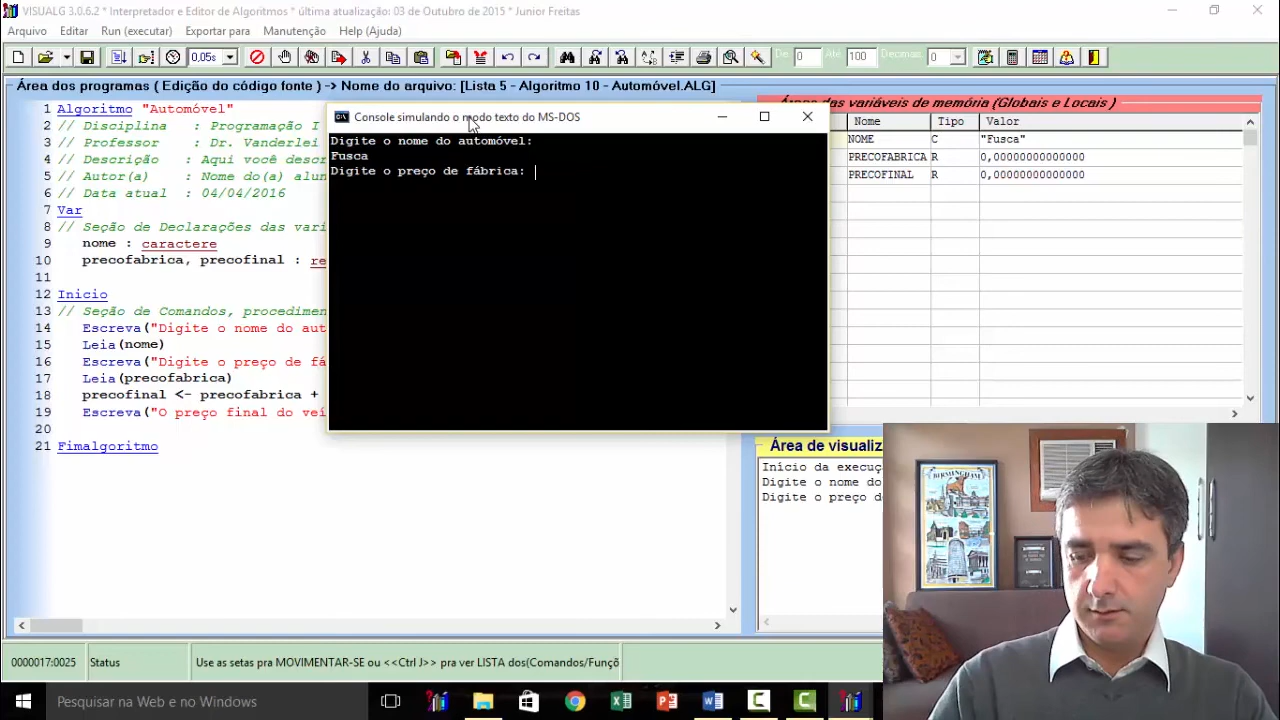 VISUALG 3.0.6.2 * Interpretador e Editor de Algoritmos * última atualização: 03 de Outubro de 2015 * Junior Freitas
Arquivo Editar Run (executar) Exportar para Manutenção Help (Ajuda)
0,05s De: 0 Até: 100 Decimais 0
Área dos programas ( Edição do código fonte ) -> Nome do arquivo: [Lista 5 - Algoritmo 10 - Automóvel.ALG]
Áreas das variáveis de memória (Globais e Locais )
1 Algoritmo "Automóvel"
2 // Disciplina : Programação I
3 // Professor : Dr. Vanderlei
4 // Descrição : Aqui você descr
5 // Autor(a) : Nome do(a) alun
6 // Data atual : 04/04/2016
7 Var
8 // Seção de Declarações das vari
9 nome : caractere
10 precofabrica, precofinal : re
11
12 Inicio
13 // Seção de Comandos, procedimen
14 Escreva("Digite o nome do aut
15 Leia(nome)
16 Escreva("Digite o preço de fá
17 Leia(precofabrica)
18 precofinal <- precofabrica +
19 Escreva("O preço final do veí
20
21 Fimalgoritmo
Console simulando o modo texto do MS-DOS
Digite o nome do automóvel:
Fusca
Digite o preço de fábrica:
Nome Tipo Valor
NOME C "Fusca"
PRECOFABRICA R 0,00000000000000
PRECOFINAL R 0,00000000000000
Área de visualiz
Início da execuç
Digite o nome do
Digite o preço d
BIRMINGHAM
0000017:0025 Status Use as setas pra MOVIMENTAR-SE ou <<Ctrl J>> pra ver LISTA dos(Comandos/Funçõ
Pesquisar na Web e no Windows